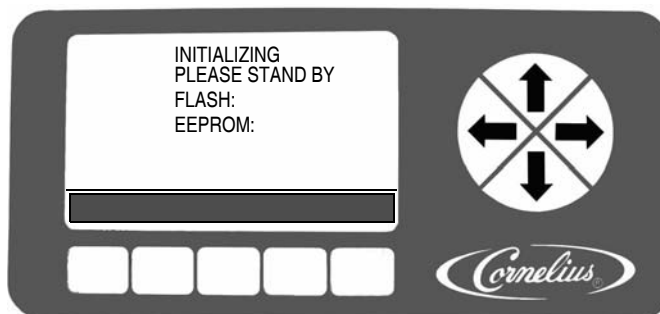 INITIALIZING
PLEASE STAND BY
FLASH:
EEPROM:
Cornelius®